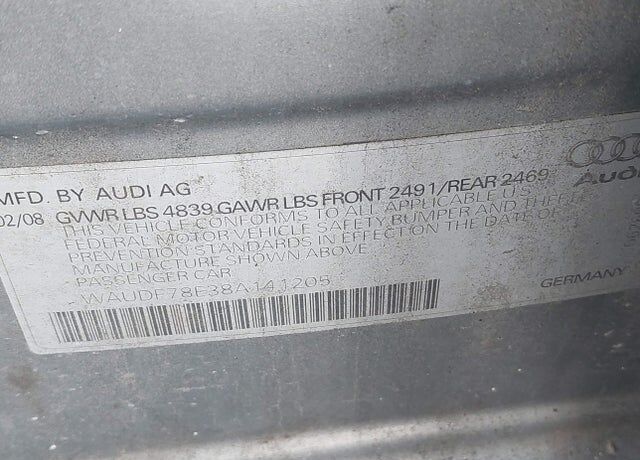 MFD. BY AUDI AG
02/08 GVWR LBS 4839 GAWR LBS FRONT 2491/REAR 2469
THIS VEHICLE CONFORMS TO ALL APPLICABLE U.S.
FEDERAL MOTOR VEHICLE SAFETY, BUMPER AND THEFT
PREVENTION STANDARDS IN EFFECT ON THE DATE OF
MANUFACTURE SHOWN ABOVE
PASSENGER CAR
WAUDF78E38A141205
Audi
GERMANY